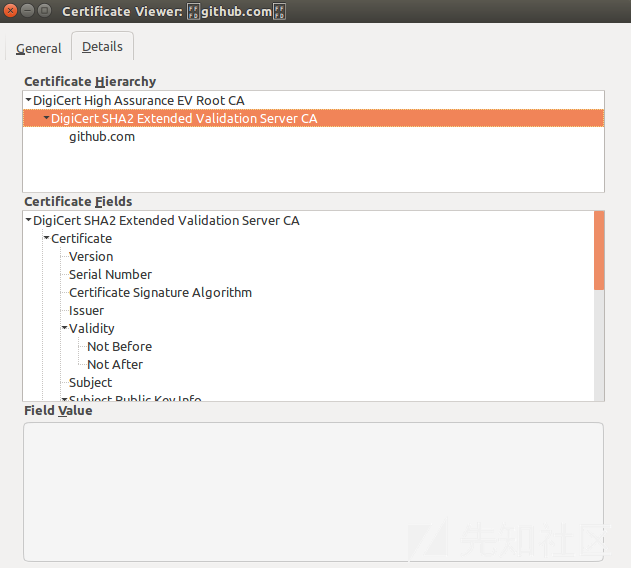 Certificate Viewer: github.com
General
Details
Certificate Hierarchy
DigiCert High Assurance EV Root CA
DigiCert SHA2 Extended Validation Server CA
github.com
Certificate Fields
DigiCert SHA2 Extended Validation Server CA
Certificate
Version
Serial Number
Certificate Signature Algorithm
Issuer
Validity
Not Before
Not After
Subject
Subject Public Key Info
Field Value
先知社区